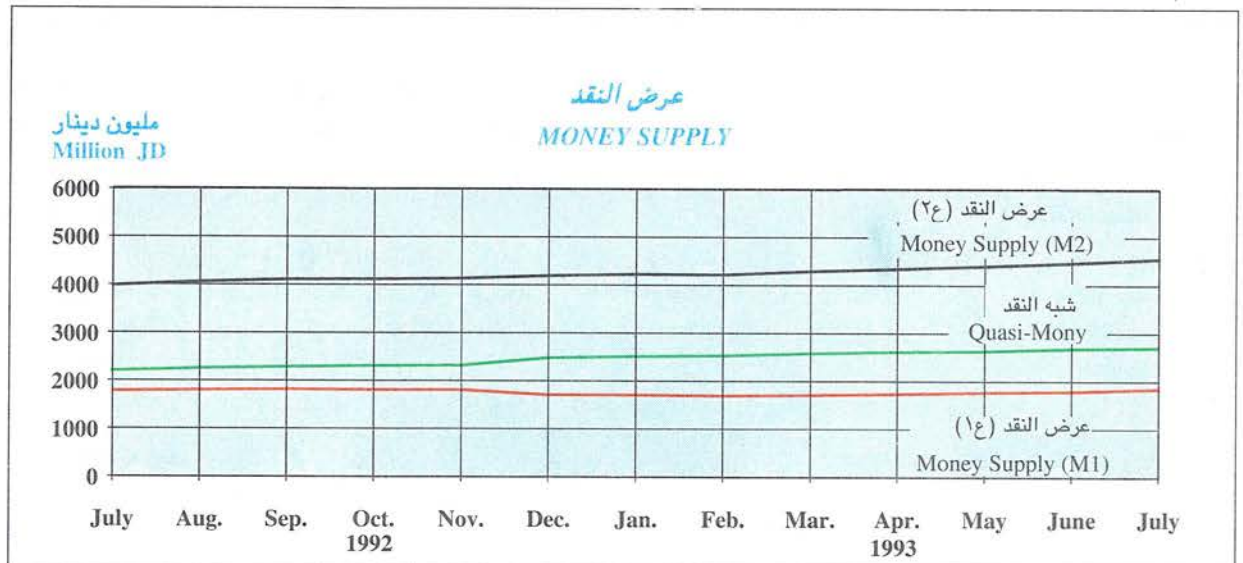 عرض النقد
MONEY SUPPLY
مليون دينار
Million JD
6000
5000
4000
3000
2000
1000
0
عرض النقد (ع٢)
Money Supply (M2)
شبه النقد
Quasi-Mony
عرض النقد (ع١)
Money Supply (M1)
July Aug. Sep. Oct. Nov. Dec. Jan. Feb. Mar. Apr. May June July
1992 1993